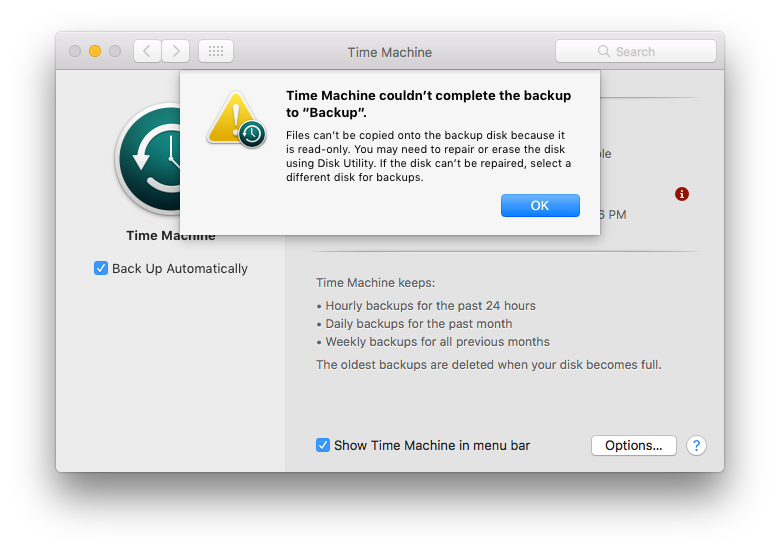 Time Machine
Search
Time Machine couldn’t complete the backup
to “Backup”.
Files can’t be copied onto the backup disk because it
is read-only. You may need to repair or erase the disk
using Disk Utility. If the disk can’t be repaired, select a
different disk for backups.
OK
6 PM
Time Machine
Back Up Automatically
Time Machine keeps:
• Hourly backups for the past 24 hours
• Daily backups for the past month
• Weekly backups for all previous months
The oldest backups are deleted when your disk becomes full.
Show Time Machine in menu bar
Options...
?